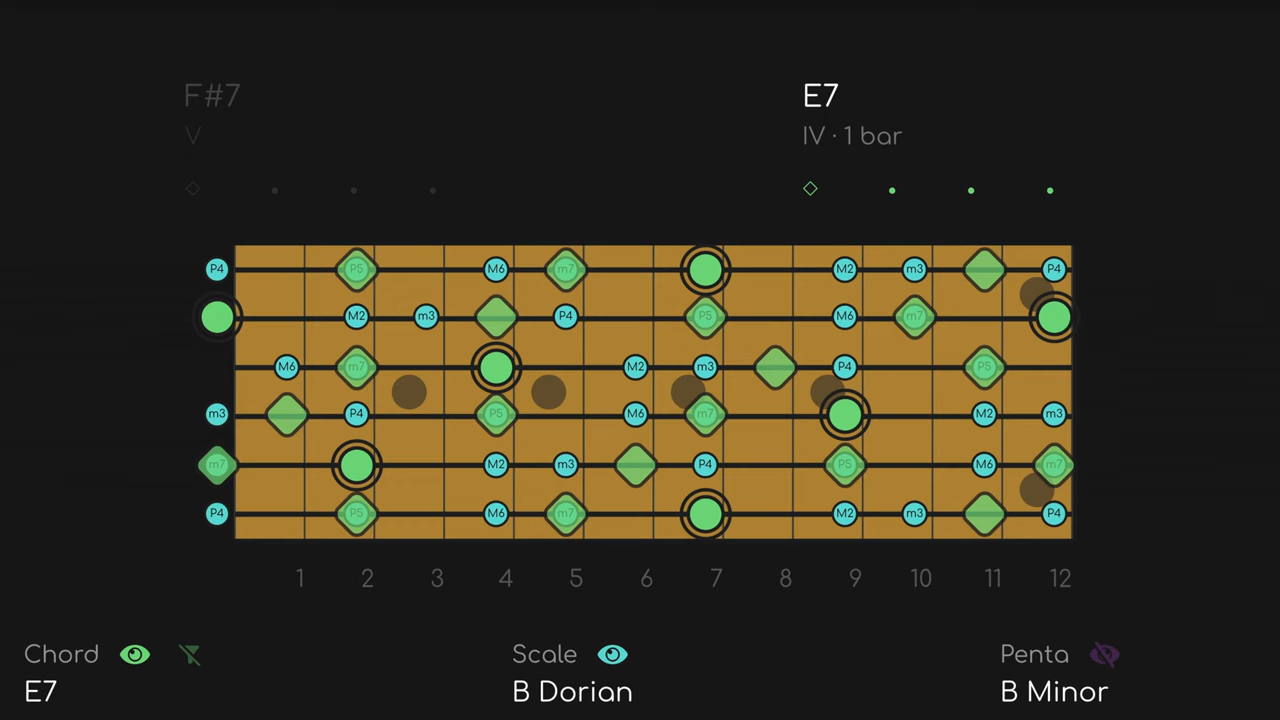 F#7
E7
V
IV · 1 bar
P4 P5 M6 m7 M2 m3 P4
M2 m3 P4 P5 M6 m7
M6 m7 M2 m3 P4 P5
m3 P4 P5 M6 m7 M2 m3
m7 M2 m3 P4 P5 M6 m7
P4 P5 M6 m7 M2 m3 P4
1 2 3 4 5 6 7 8 9 10 11 12
Chord Scale Penta
E7 B Dorian B Minor